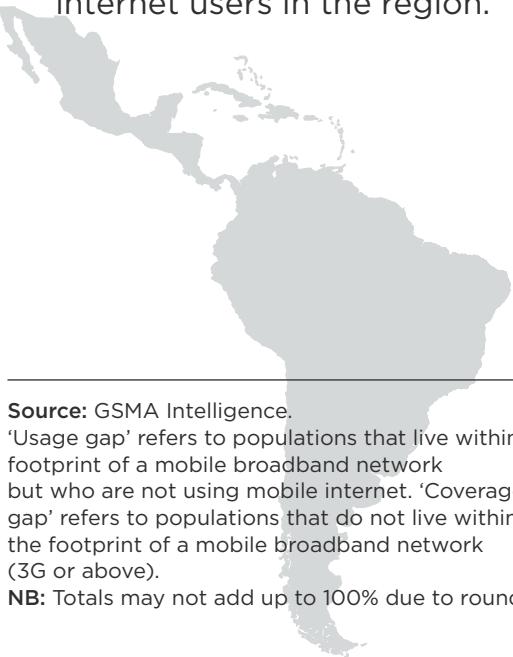 internet users in the region.
Source: GSMA Intelligence.
‘Usage gap’ refers to populations that live within
footprint of a mobile broadband network
but who are not using mobile internet. ‘Coverage
gap’ refers to populations that do not live within
the footprint of a mobile broadband network
(3G or above).
NB: Totals may not add up to 100% due to